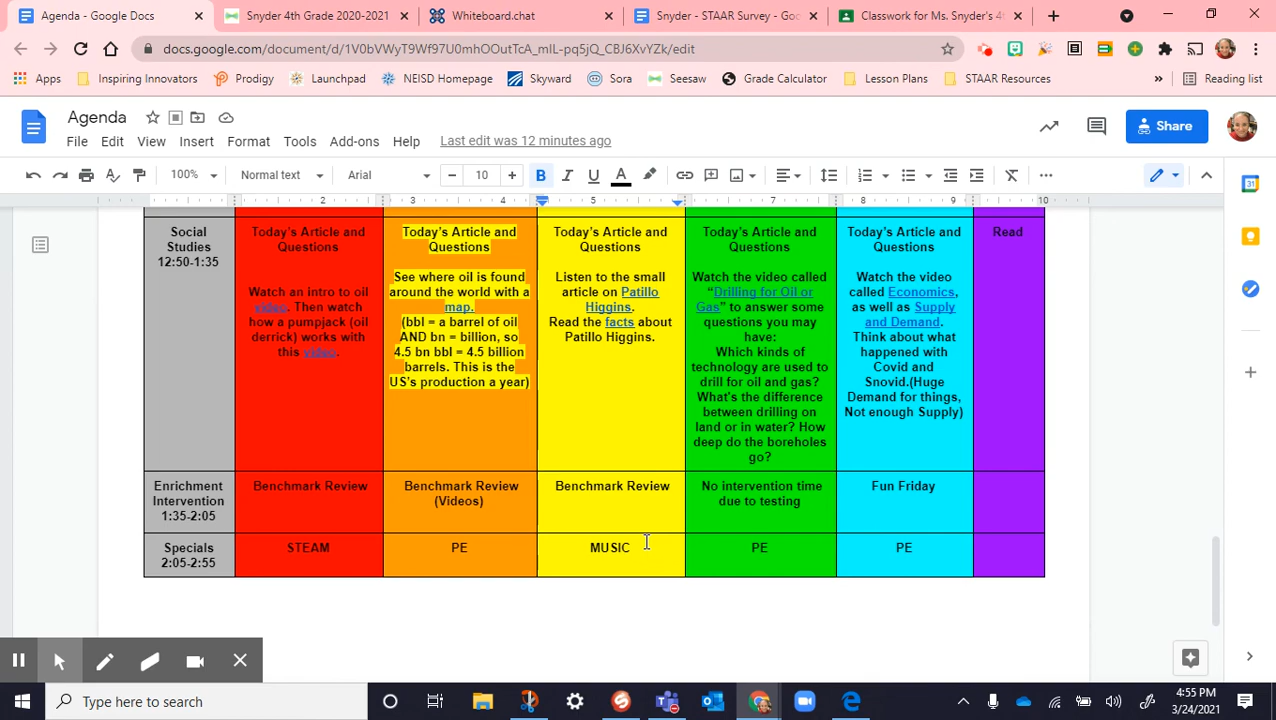 Agenda - Google Docs
Snyder 4th Grade 2020-2021
Whiteboard.chat
Snyder - STAAR Survey - Goo
Classwork for Ms. Snyder's 4t
docs.google.com/document/d/1V0bVWyT9Wf97U0mhOOutTcA_mIL-pq5jQ_CBJ6XvYZk/edit
Apps
Inspiring Innovators
Prodigy
Launchpad
NEISD Homepage
Skyward
Sora
Seesaw
Grade Calculator
Lesson Plans
STAAR Resources
»
Reading list
Agenda
File Edit View Insert Format Tools Add-ons Help
Last edit was 12 minutes ago
Share
100%
Normal text
Arial
10
2 3 4 5 6 7 8 9 10
Social
Studies
12:50-1:35
Today's Article and
Questions
Watch an intro to oil
video. Then watch
how a pumpjack (oil
derrick) works with
this video.
Today's Article and
Questions
See where oil is found
around the world with a
map.
(bbl = a barrel of oil
AND bn = billion, so
4.5 bn bbl = 4.5 billion
barrels. This is the
US's production a year)
Today's Article and
Questions
Listen to the small
article on Patillo
Higgins.
Read the facts about
Patillo Higgins.
Today's Article and
Questions
Watch the video called
"Drilling for Oil or
Gas" to answer some
questions you may
have:
Which kinds of
technology are used to
drill for oil and gas?
What's the difference
between drilling on
land or in water? How
deep do the boreholes
go?
Today's Article and
Questions
Watch the video
called Economics,
as well as Supply
and Demand.
Think about what
happened with
Covid and
Snovid.(Huge
Demand for things,
Not enough Supply)
Read
Enrichment
Intervention
1:35-2:05
Benchmark Review
Benchmark Review
(Videos)
Benchmark Review
No intervention time
due to testing
Fun Friday
Specials
2:05-2:55
STEAM
PE
MUSIC
PE
PE
Type here to search
4:55 PM
3/24/2021